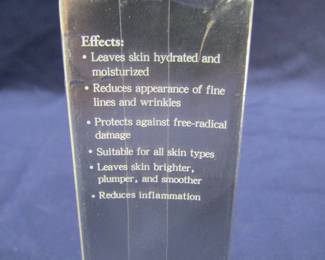 Effects:
• Leaves skin hydrated and
moisturized
• Reduces appearance of fine
lines and wrinkles
• Protects against free-radical
damage
• Suitable for all skin types
• Leaves skin brighter,
plumper, and smoother
• Reduces inflammation